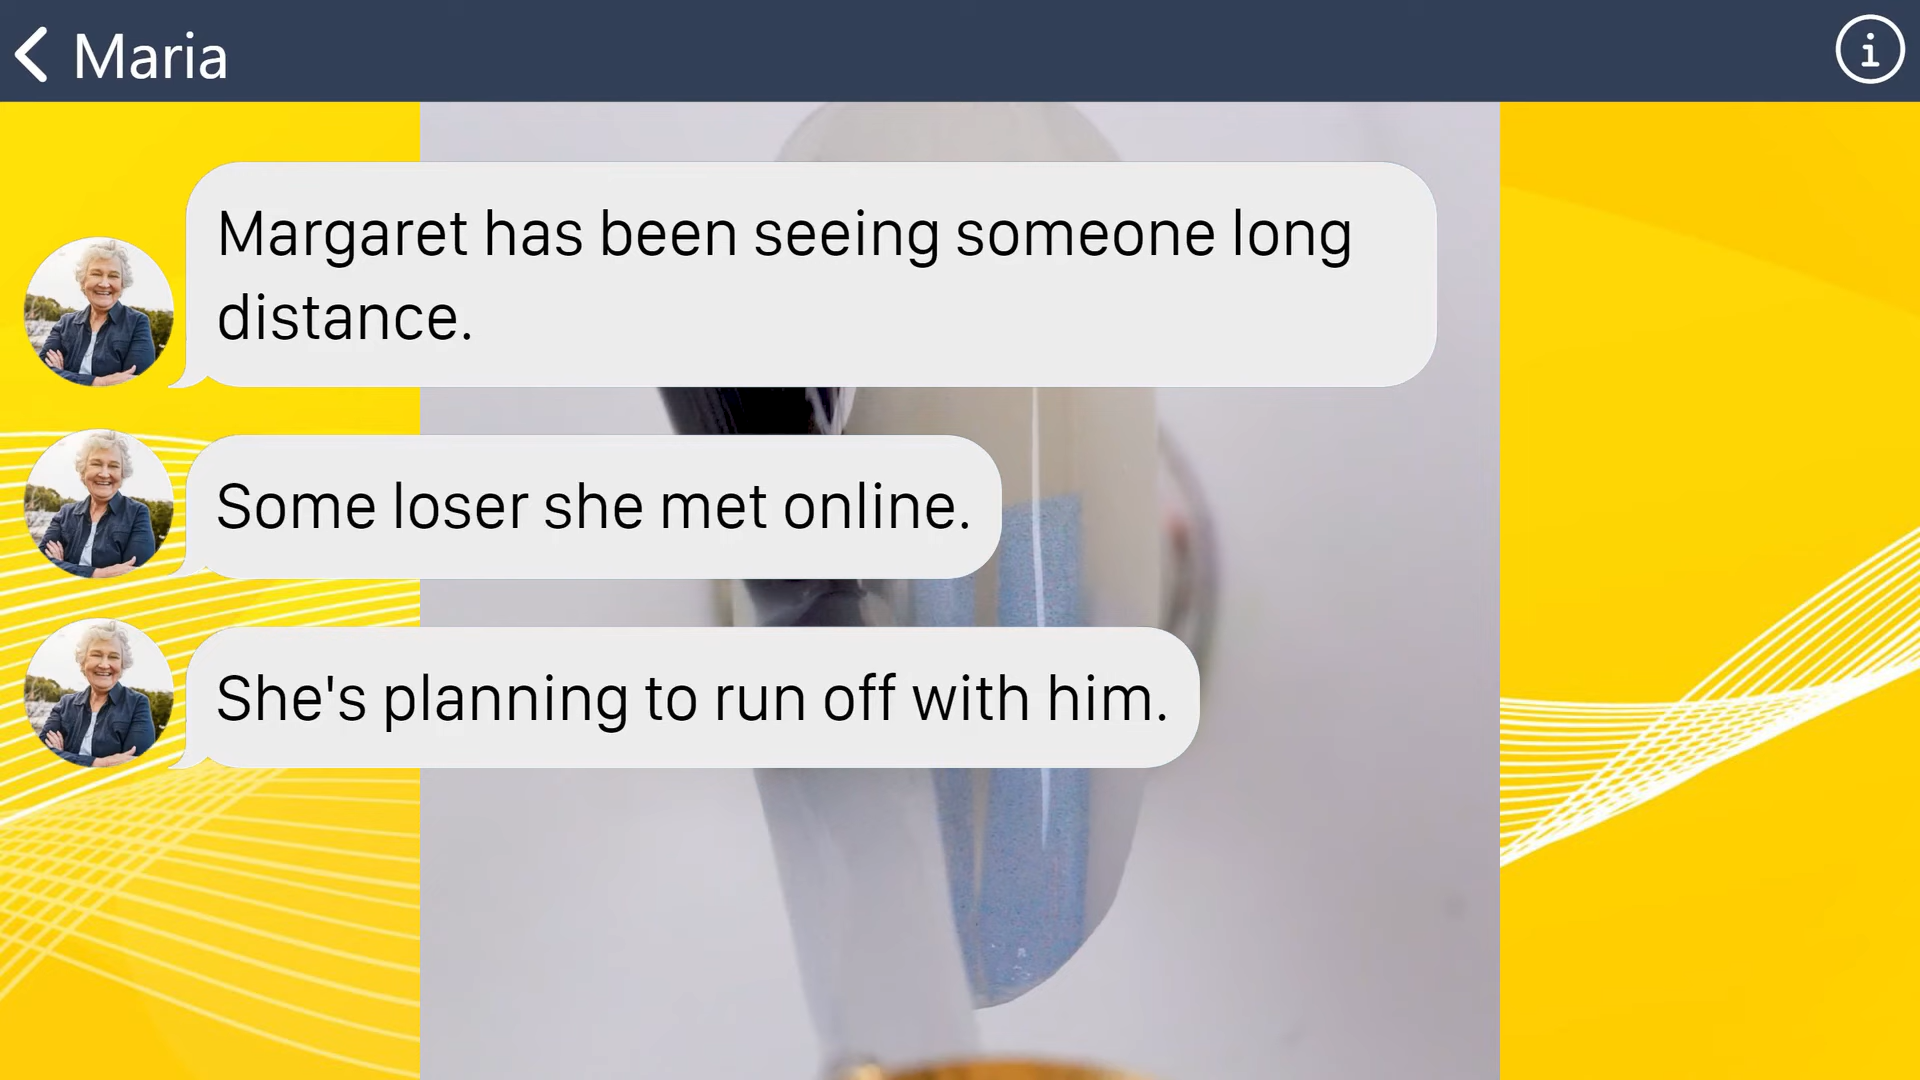 Maria
Margaret has been seeing someone long
distance.
Some loser she met online.
She's planning to run off with him.